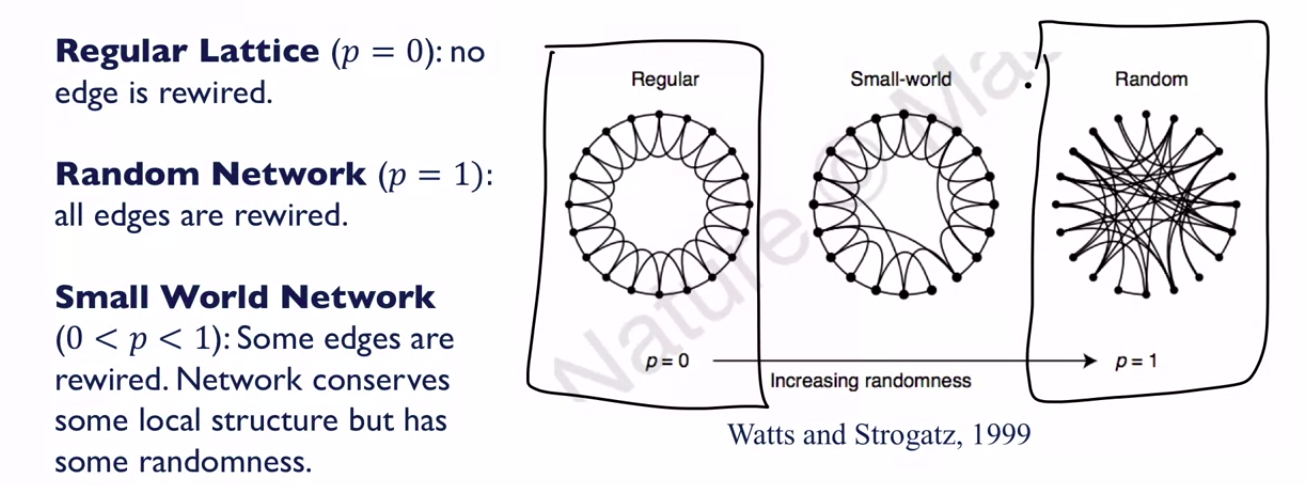 Regular Lattice (p = 0): no
edge is rewired.
Random Network (p = 1):
all edges are rewired.
Small World Network
(0 < p < 1): Some edges are
rewired. Network conserves
some local structure but has
some randomness.
Regular
Small-world
Random
p = 0
p = 1
Increasing randomness
Watts and Strogatz, 1999
Nature © Ma